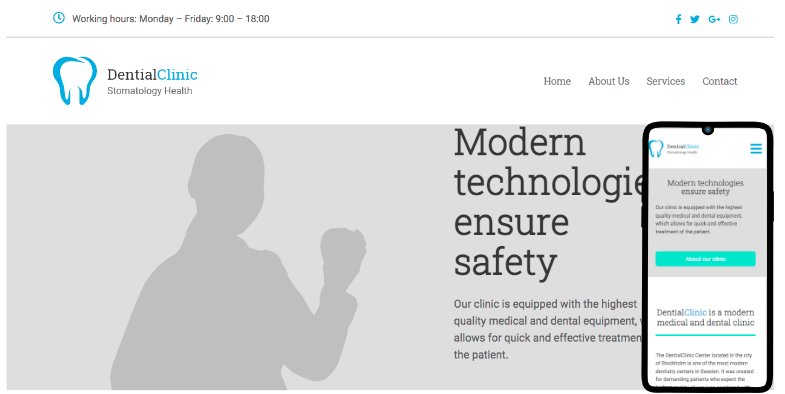 Working hours: Monday – Friday: 9:00 – 18:00
DentialClinic
Stomatology Health
Home About Us Services Contact
Modern
technologie
ensure
safety
Our clinic is equipped with the highest
quality medical and dental equipment,
allows for quick and effective treatment
the patient.
DentialClinic
Stomatology Health
Modern technologies
ensure safety
Our clinic is equipped with the highest
quality medical and dental equipment,
which allows for quick and effective
treatment of the patient.
About our clinic
DentialClinic is a modern
medical and dental clinic
The DentialClinic Center located in the city
of Stockholm is one of the most modern
dentistry centers in Sweden. It was created
for demanding patients who expect the